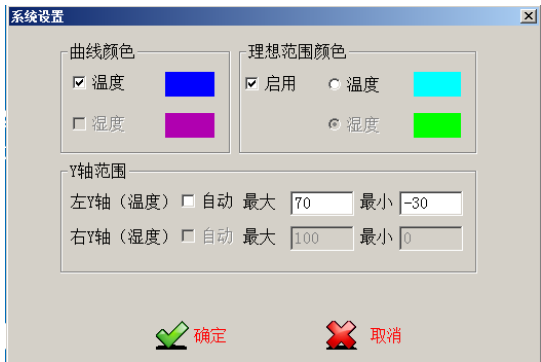 系统设置
曲线颜色
理想范围颜色
温度
启用 温度
湿度
湿度
Y轴范围
左Y轴（温度） 自动 最大 70 最小 -30
右Y轴（湿度） 自动 最大 100 最小 0
确定 取消